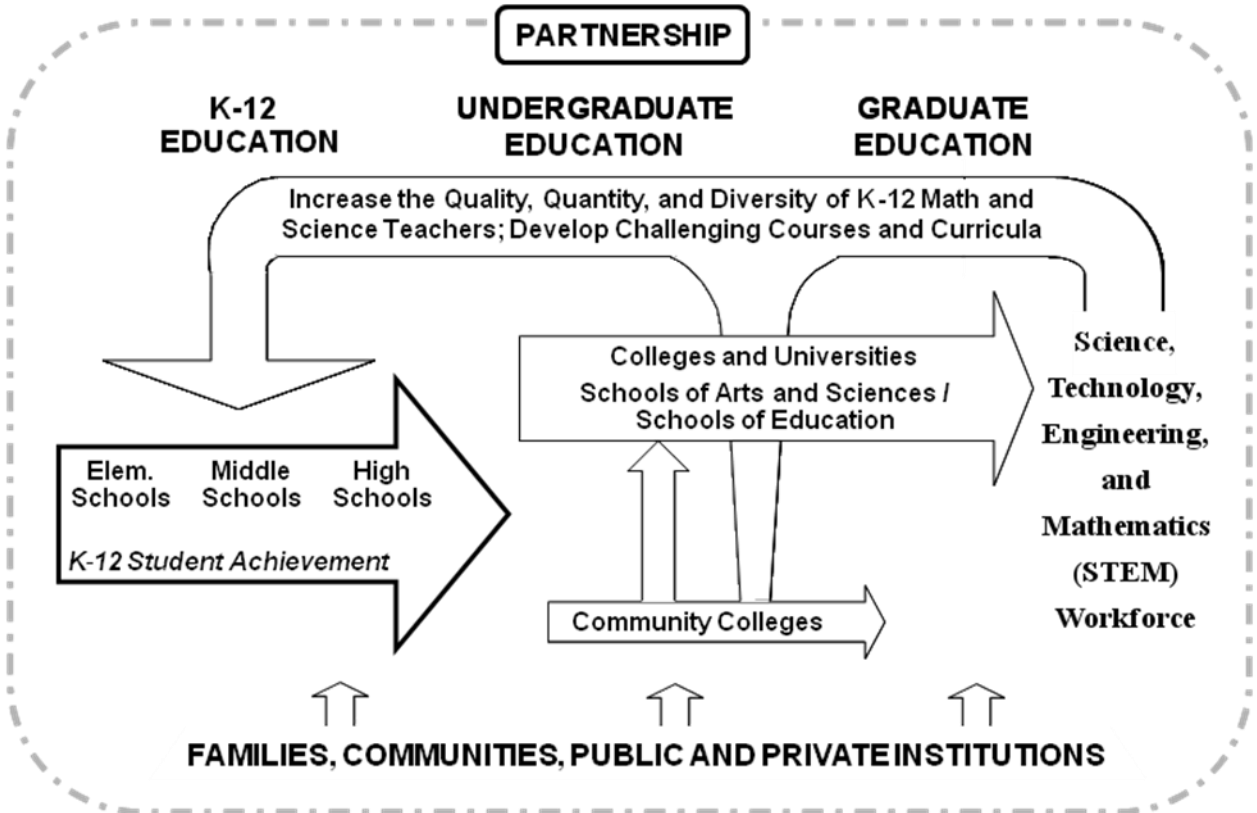 PARTNERSHIP
K-12
EDUCATION
UNDERGRADUATE
EDUCATION
GRADUATE
EDUCATION
Increase the Quality, Quantity, and Diversity of K-12 Math and
Science Teachers; Develop Challenging Courses and Curricula
Elem.
Schools
Middle
Schools
High
Schools
K-12 Student Achievement
Colleges and Universities
Schools of Arts and Sciences /
Schools of Education
Community Colleges
Science,
Technology,
Engineering,
and
Mathematics
(STEM)
Workforce
FAMILIES, COMMUNITIES, PUBLIC AND PRIVATE INSTITUTIONS